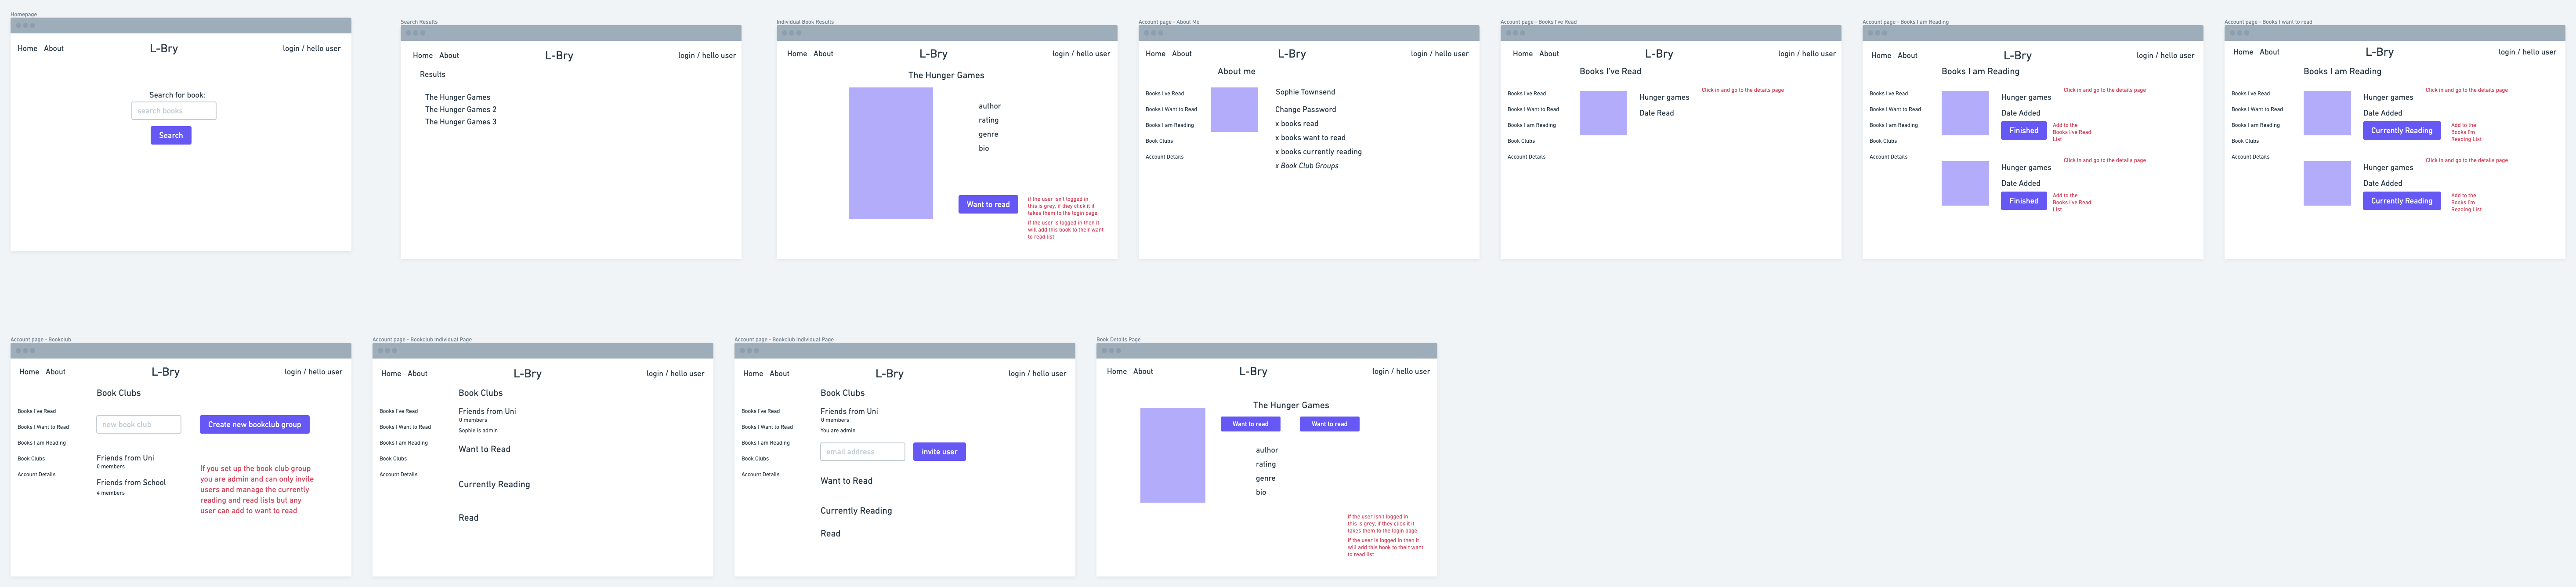 Homepage
Home About L-Bry login / hello user
Search for book:
search books
Search
Search Results
Home About L-Bry login / hello user
Results
The Hunger Games
The Hunger Games 2
The Hunger Games 3
Individual Book Results
Home About L-Bry login / hello user
The Hunger Games
author
rating
genre
bio
Want to read
If the user isn't logged in
this is grey, if they click it it
takes them to the login page
if the user is logged in then it
will add this book to their want
to read list
Account page - About Me
Home About L-Bry login / hello user
About me
Books I've Read
Books I Want to Read
Books I am Reading
Book Clubs
Account Details
Sophie Townsend
Change Password
x books read
x books want to read
x books currently reading
x Book Club Groups
Account page - Books I've Read
Home About L-Bry login / hello user
Books I've Read
Books I've Read
Books I Want to Read
Books I am Reading
Book Clubs
Account Details
Hunger games
Date Read
Click in and go to the details page
Account page - Books I am Reading
Home About L-Bry login / hello user
Books I am Reading
Books I've Read
Books I Want to Read
Books I am Reading
Book Clubs
Account Details
Click in and go to the details page
Hunger games
Date Added
Finished
Add to the
Books I've Read
List
Click in and go to the details page
Hunger games
Date Added
Finished
Add to the
Books I've Read
List
Account page - Books I want to read
Home About L-Bry login / hello user
Books I am Reading
Books I've Read
Books I Want to Read
Books I am Reading
Book Clubs
Account Details
Click in and go to the details page
Hunger games
Date Added
Currently Reading
Add to the
Books I'm
Reading List
Click in and go to the details page
Hunger games
Date Added
Currently Reading
Add to the
Books I'm
Reading List
Account page - Bookclub
Home About L-Bry login / hello user
Book Clubs
Books I've Read
Books I Want to Read
Books I am Reading
Book Clubs
Account Details
new book club
Create new bookclub group
Friends from Uni
0 members
Friends from School
4 members
If you set up the book club group
you are admin and can only invite
users and manage the currently
reading and read lists but any
user can add to want to read
Account page - Bookclub Individual Page
Home About L-Bry login / hello user
Book Clubs
Books I've Read
Books I Want to Read
Books I am Reading
Book Clubs
Account Details
Friends from Uni
0 members
Sophie is admin
Want to Read
Currently Reading
Read
Account page - Bookclub Individual Page
Home About L-Bry login / hello user
Book Clubs
Books I've Read
Books I Want to Read
Books I am Reading
Book Clubs
Account Details
Friends from Uni
0 members
You are admin
email address
invite user
Want to Read
Currently Reading
Read
Book Details Page
Home About L-Bry login / hello user
The Hunger Games
Want to read
Want to read
author
rating
genre
bio
If the user isn't logged in
this is grey, if they click it it
takes them to the login page
if the user is logged in then it
will add this book to their want
to read list